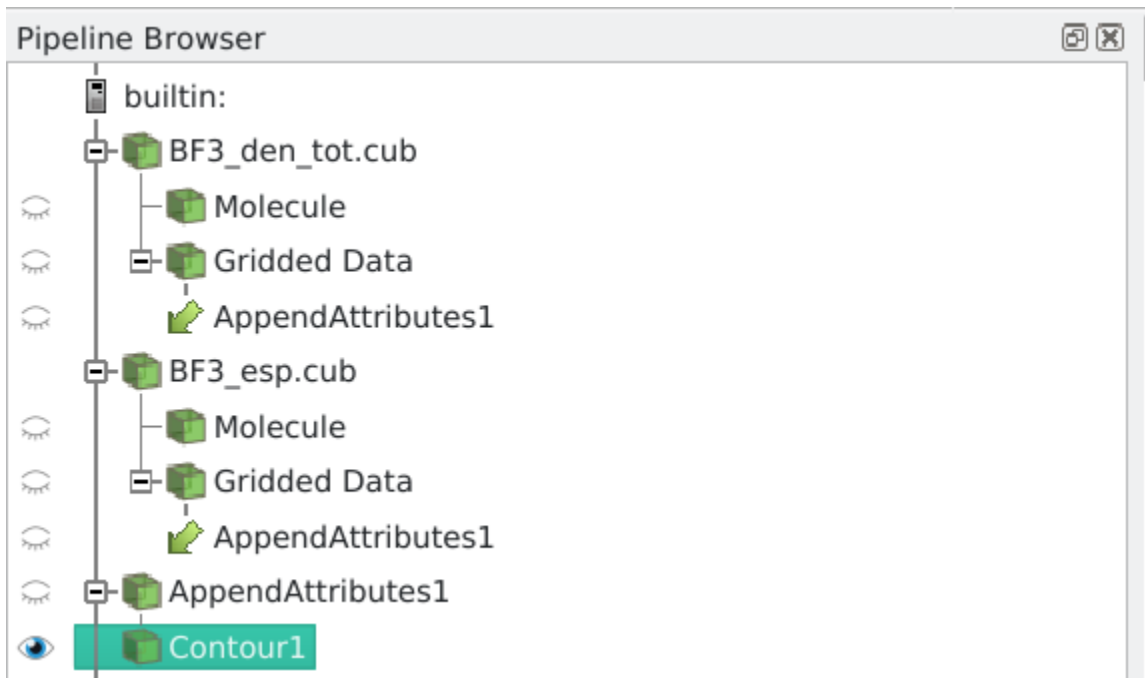 Pipeline Browser
builtin:
BF3_den_tot.cub
Molecule
Gridded Data
AppendAttributes1
BF3_esp.cub
Molecule
Gridded Data
AppendAttributes1
AppendAttributes1
Contour1